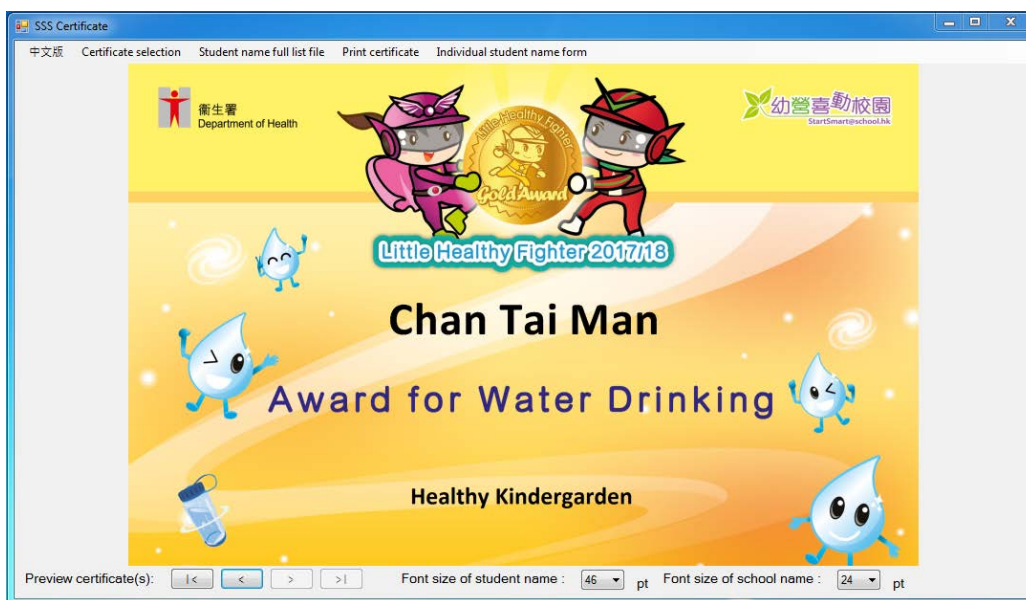 SSS Certificate
中文版 Certificate selection Student name full list file Print certificate Individual student name form
衞生署
Department of Health
幼營喜動校園
StartSmart@school.hk
Little Healthy Fighter
Gold Award
Little Healthy Fighter 2017/18
Chan Tai Man
Award for Water Drinking
Healthy Kindergarden
Preview certificate(s): |< < > >| Font size of student name : 46 pt Font size of school name : 24 pt